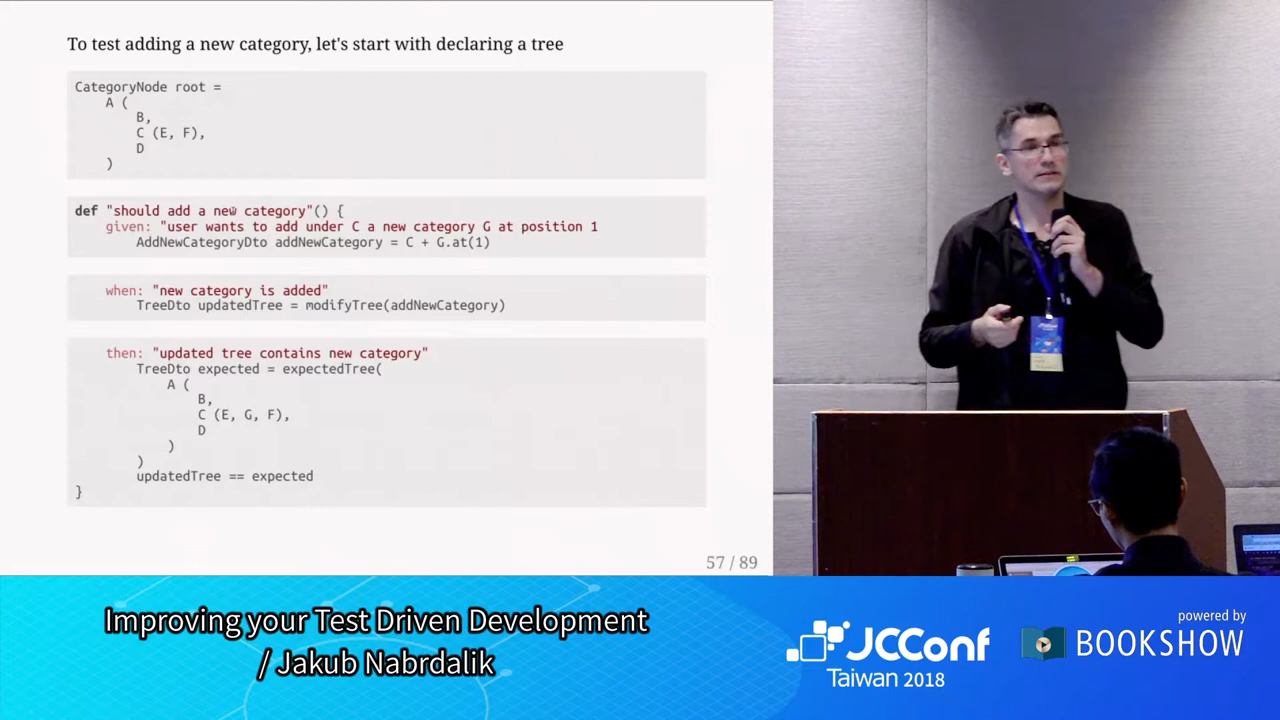 To test adding a new category, let's start with declaring a tree
CategoryNode root =
A (
B,
C (E, F),
D
)
def "should add a new category"() {
given: "user wants to add under C a new category G at position 1
AddNewCategoryDto addNewCategory = C + G.at(1)
when: "new category is added"
TreeDto updatedTree = modifyTree(addNewCategory)
then: "updated tree contains new category"
TreeDto expected = expectedTree(
A (
B,
C (E, G, F),
D
)
)
updatedTree == expected
}
57 / 89
Improving your Test Driven Development
/ Jakub Nabrdalik
JCConf
Taiwan 2018
powered by
BOOKSHOW